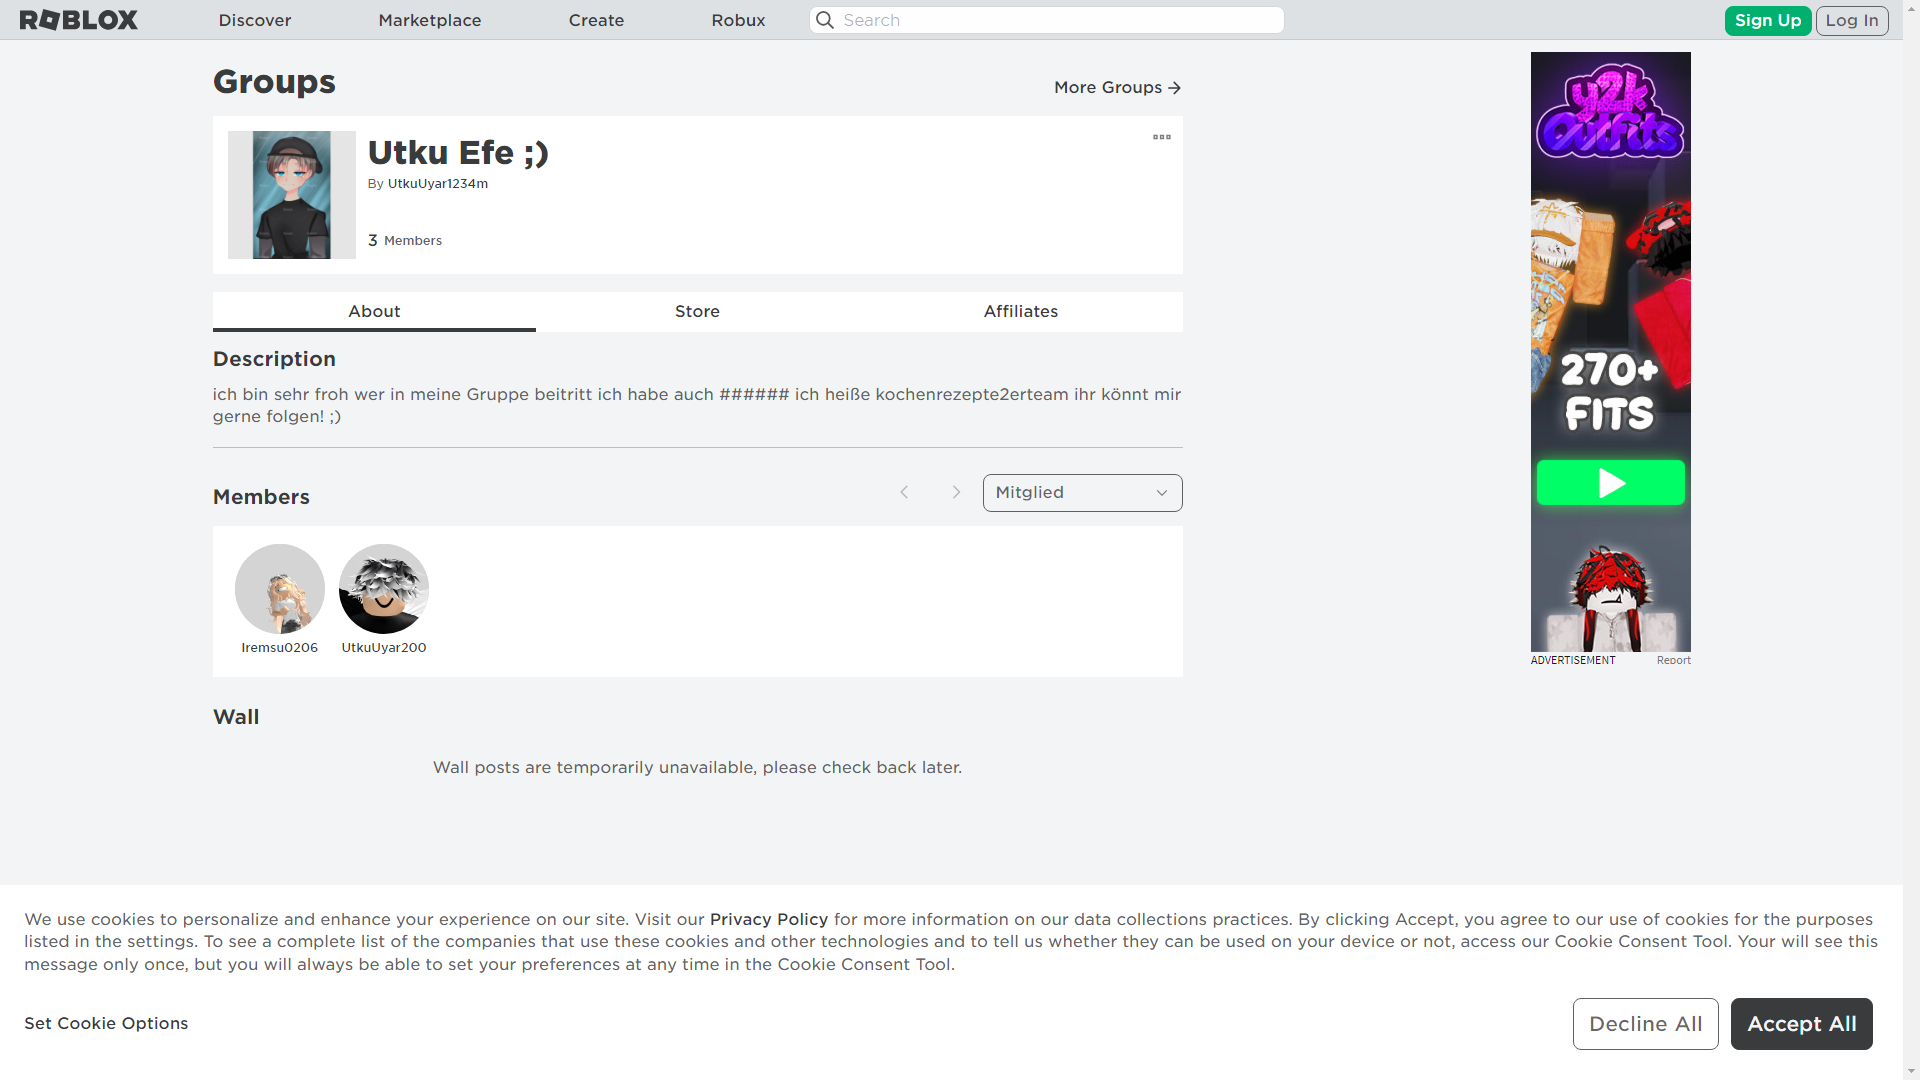 ROBLOX
Discover
Marketplace
Create
Robux
Search
Sign Up
Log In
Groups
More Groups
Utku Efe ;)
By UtkuUyar1234m
3 Members
About
Store
Affiliates
Description
ich bin sehr froh wer in meine Gruppe beitritt ich habe auch ###### ich heiße kochenrezepte2erteam ihr könnt mir
gerne folgen! ;)
Members
Mitglied
Iremsu0206
UtkuUyar200
Wall
Wall posts are temporarily unavailable, please check back later.
y2k
Outfits
270+
FITS
ADVERTISEMENT
Report
We use cookies to personalize and enhance your experience on our site. Visit our Privacy Policy for more information on our data collections practices. By clicking Accept, you agree to our use of cookies for the purposes
listed in the settings. To see a complete list of the companies that use these cookies and other technologies and to tell us whether they can be used on your device or not, access our Cookie Consent Tool. Your will see this
message only once, but you will always be able to set your preferences at any time in the Cookie Consent Tool.
Set Cookie Options
Decline All
Accept All